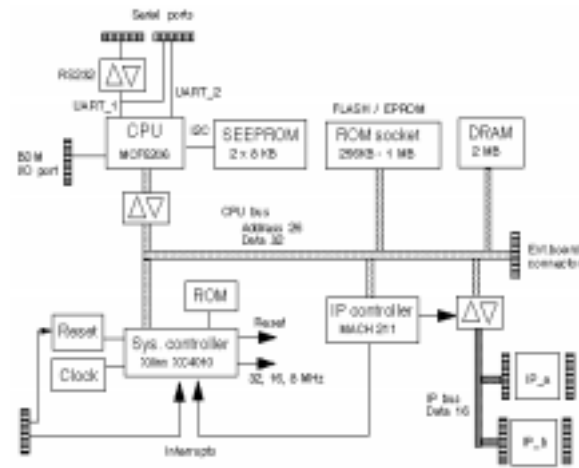 Serial ports
RS232
UART_1
UART_2
CPU
MCF5206
I2C
SEEPROM
2 x 8 KB
FLASH / EPROM
ROM socket
256KB - 1 MB
DRAM
2 MB
BDM
I/O port
CPU bus
Address 26
Data 32
Ext.board
connector
ROM
Reset
Reset
IP controller
MACH 211
Sys. controller
Xilinx XC4010
Clock
32, 16, 8 MHz
IP_a
IP bus
Data 16
IP_b
Interrupts